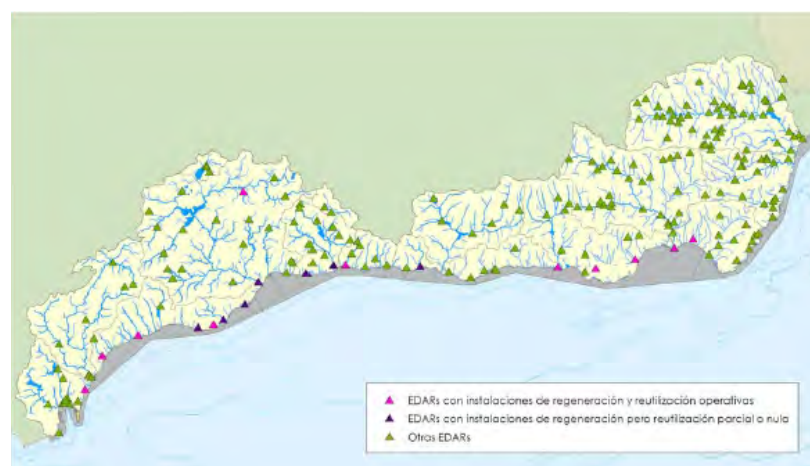 EDARs con instalaciones de regeneración y reutilización operativas
EDARs con instalaciones de regeneración pero reutilización parcial o nula
Otras EDARs